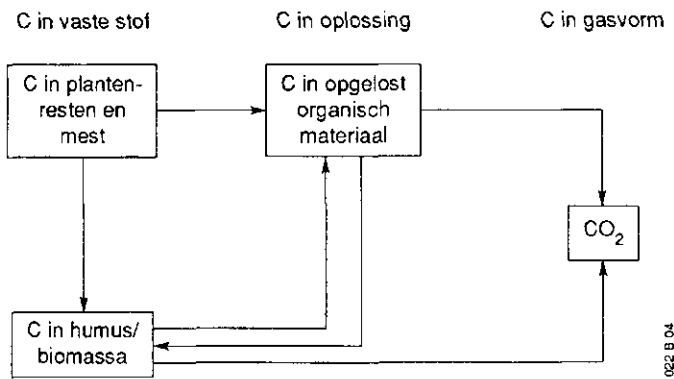 C in vaste stof
C in oplossing
C in gasvorm
C in planten-
resten en
mest
C in opgelost
organisch
materiaal
CO2
C in humus/
biomassa
022 B 04